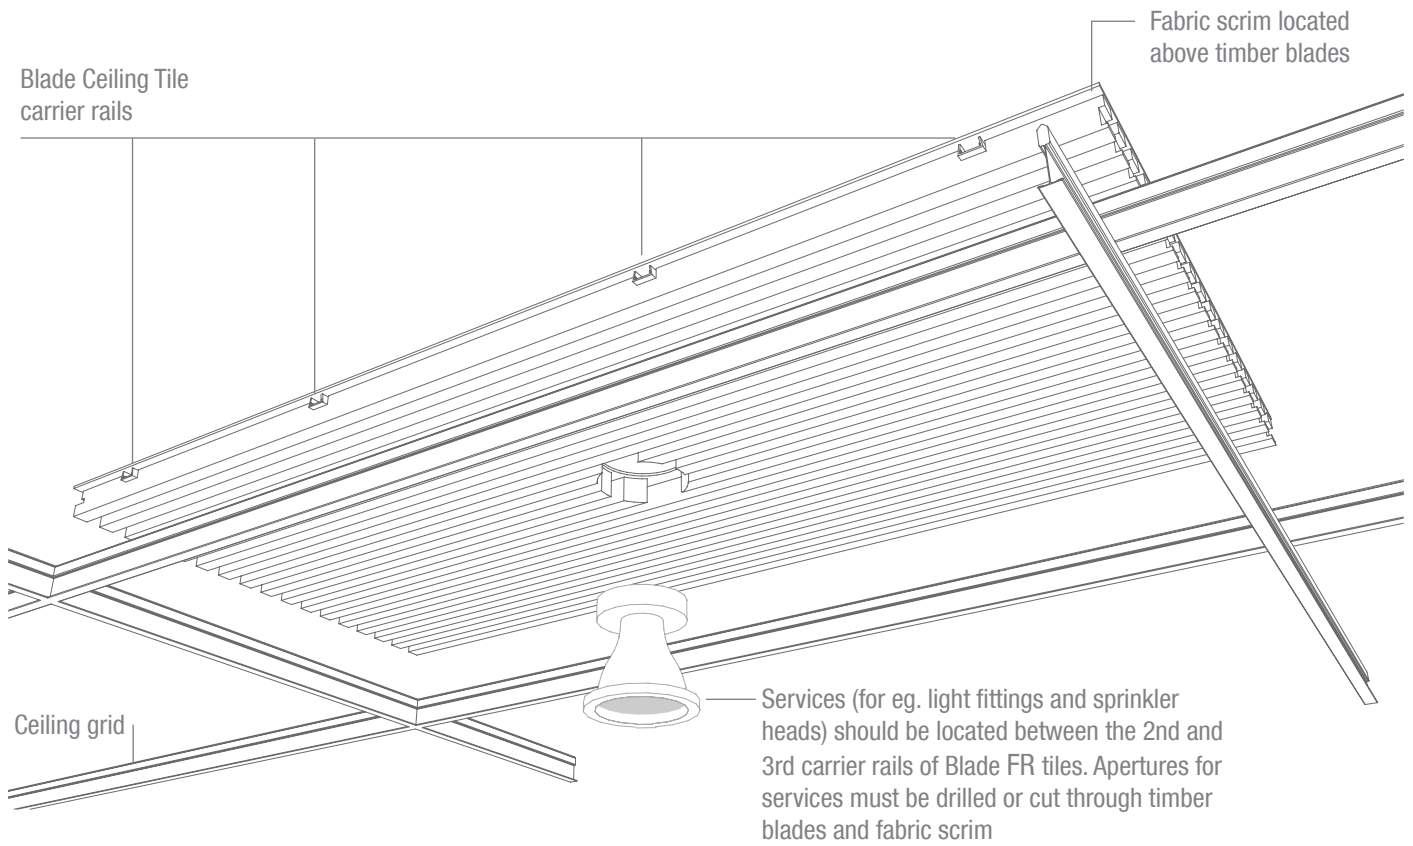 Fabric scrim located
above timber blades
Blade Ceiling Tile
carrier rails
Ceiling grid
Services (for eg. light fittings and sprinkler
heads) should be located between the 2nd and
3rd carrier rails of Blade FR tiles. Apertures for
services must be drilled or cut through timber
blades and fabric scrim